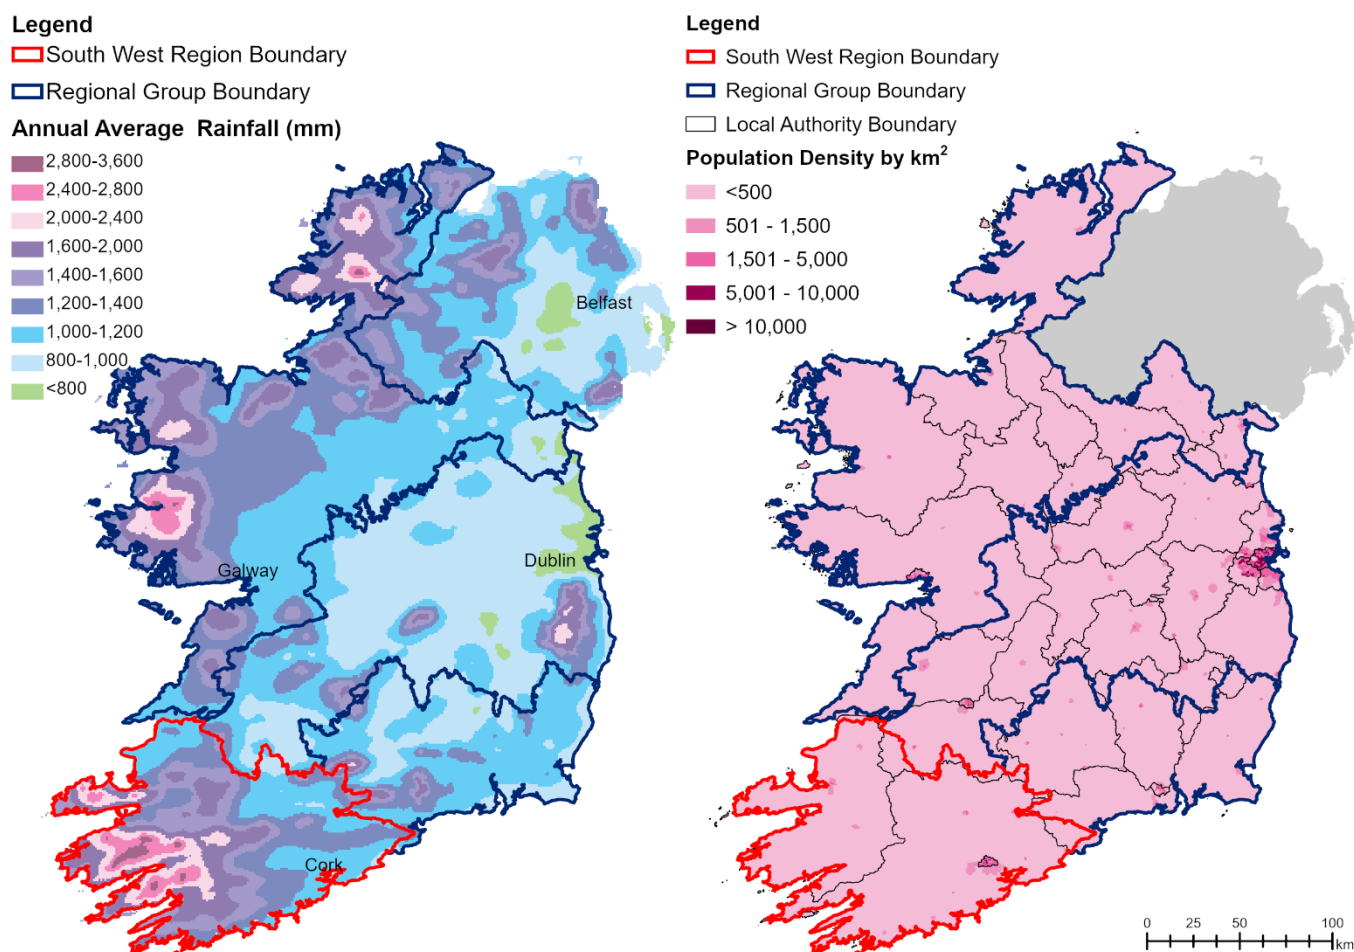 Legend
South West Region Boundary
Regional Group Boundary
Annual Average Rainfall (mm)
2,800-3,600
2,400-2,800
2,000-2,400
1,600-2,000
1,400-1,600
1,200-1,400
1,000-1,200
800-1,000
<800
Belfast
Dublin
Galway
Cork
Legend
South West Region Boundary
Regional Group Boundary
Local Authority Boundary
Population Density by km²
<500
501 - 1,500
1,501 - 5,000
5,001 - 10,000
> 10,000
0 25 50 100
km